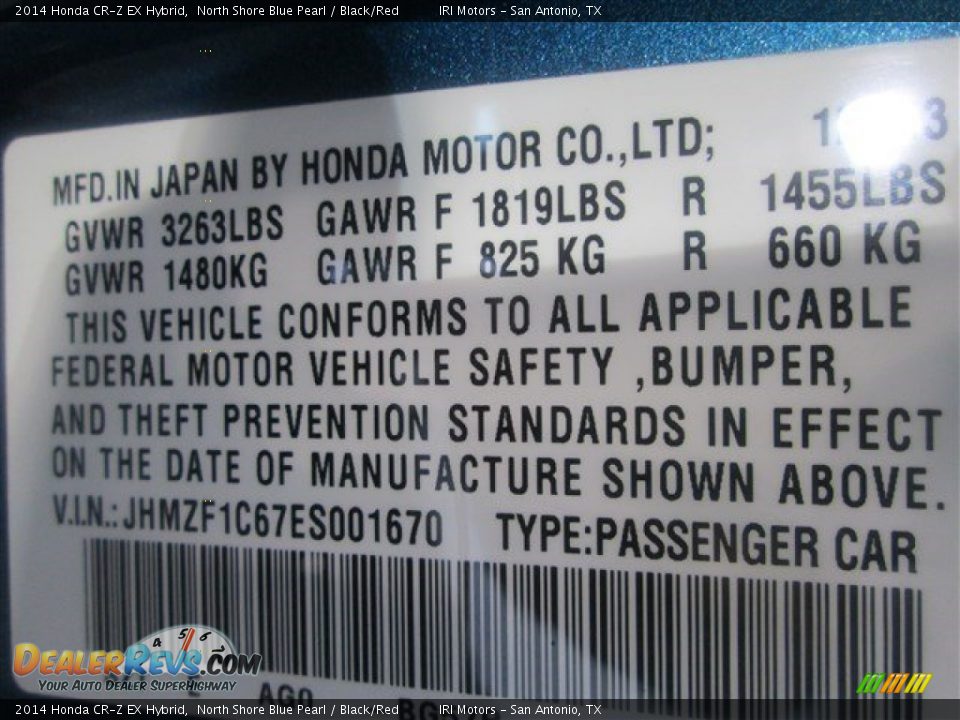 2014 Honda CR-Z EX Hybrid, North Shore Blue Pearl / Black/Red IRI Motors - San Antonio, TX
MFD.IN JAPAN BY HONDA MOTOR CO.,LTD;
GVWR 3263LBS GAWR F 1819LBS R 1455LBS
GVWR 1480KG GAWR F 825 KG R 660 KG
THIS VEHICLE CONFORMS TO ALL APPLICABLE
FEDERAL MOTOR VEHICLE SAFETY ,BUMPER,
AND THEFT PREVENTION STANDARDS IN EFFECT
ON THE DATE OF MANUFACTURE SHOWN ABOVE.
V.I.N.:JHMZF1C67ES001670 TYPE:PASSENGER CAR
4 5 6
DEALERREVS.COM
YOUR AUTO DEALER SUPERHIGHWAY
2014 Honda CR-Z EX Hybrid, North Shore Blue Pearl / Black/Red IRI Motors - San Antonio, TX